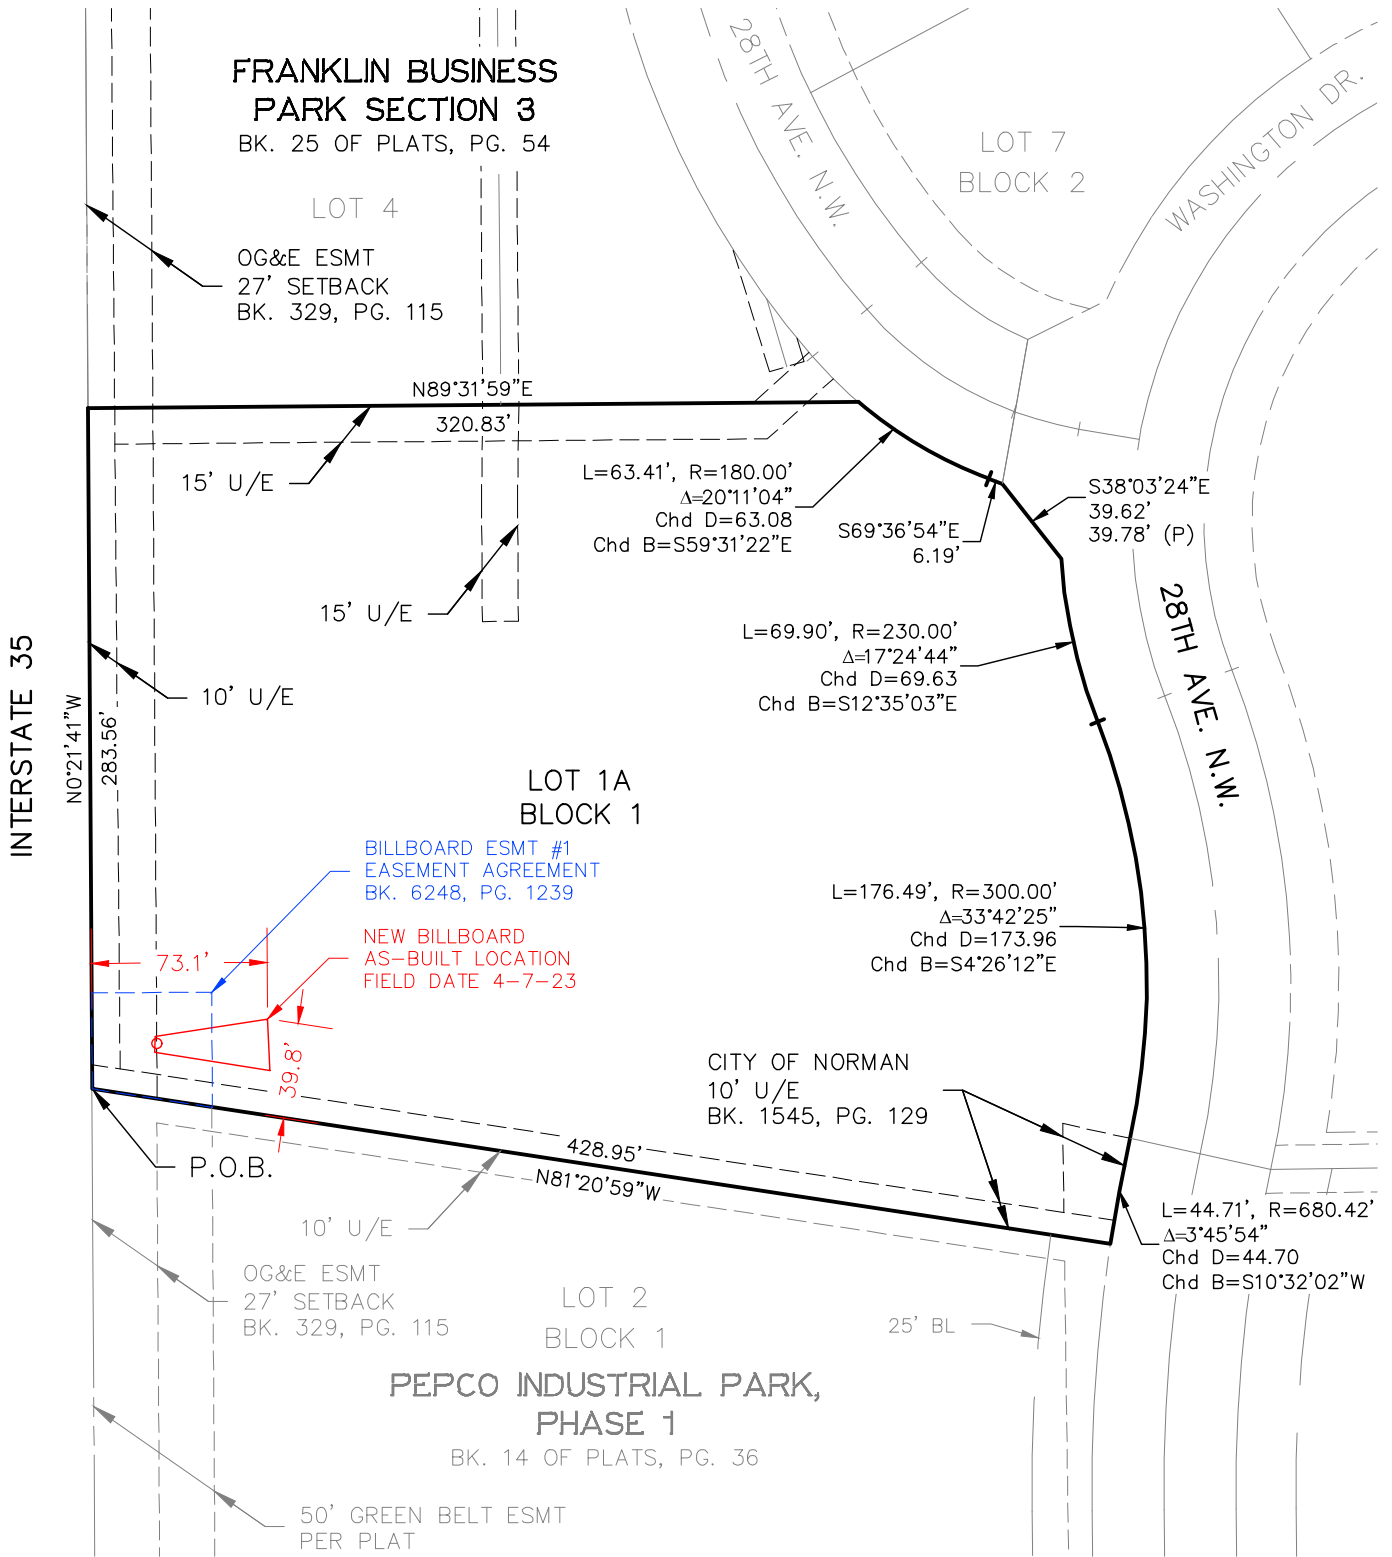 FRANKLIN BUSINESS
PARK SECTION 3
BK. 25 OF PLATS, PG. 54
LOT 4
OG&E ESMT
27' SETBACK
BK. 329, PG. 115
28TH AVE. N.W.
LOT 7
BLOCK 2
WASHINGTON DR.
N89°31'59"E
320.83'
15' U/E
L=63.41', R=180.00'
Δ=20°11'04"
Chd D=63.08
Chd B=S59°31'22"E
S69°36'54"E
6.19'
S38°03'24"E
39.62'
39.78' (P)
15' U/E
L=69.90', R=230.00'
Δ=17°24'44"
Chd D=69.63
Chd B=S12°35'03"E
28TH AVE. N.W.
INTERSTATE 35
N0°21'41"W
283.56'
10' U/E
LOT 1A
BLOCK 1
BILLBOARD ESMT #1
EASEMENT AGREEMENT
BK. 6248, PG. 1239
NEW BILLBOARD
AS-BUILT LOCATION
FIELD DATE 4-7-23
73.1'
39.8'
L=176.49', R=300.00'
Δ=33°42'25"
Chd D=173.96
Chd B=S4°26'12"E
CITY OF NORMAN
10' U/E
BK. 1545, PG. 129
P.O.B.
428.95'
N81°20'59"W
10' U/E
L=44.71', R=680.42'
Δ=3°45'54"
Chd D=44.70
Chd B=S10°32'02"W
OG&E ESMT
27' SETBACK
BK. 329, PG. 115
LOT 2
BLOCK 1
25' BL
PEPCO INDUSTRIAL PARK,
PHASE 1
BK. 14 OF PLATS, PG. 36
50' GREEN BELT ESMT
PER PLAT